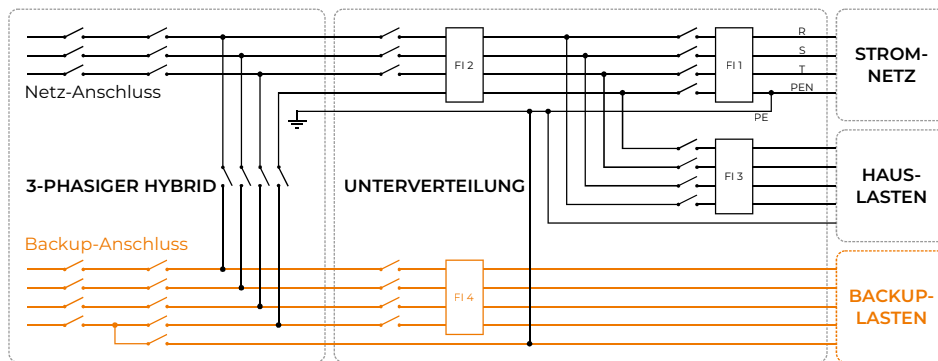 R
FI 2
FI 1
S
STROM-
NETZ
T
Netz-Anschluss
PEN
PE
3-PHASIGER HYBRID
UNTERVERTEILUNG
FI 3
HAUS-
LASTEN
Backup-Anschluss
FI 4
BACKUP-
LASTEN